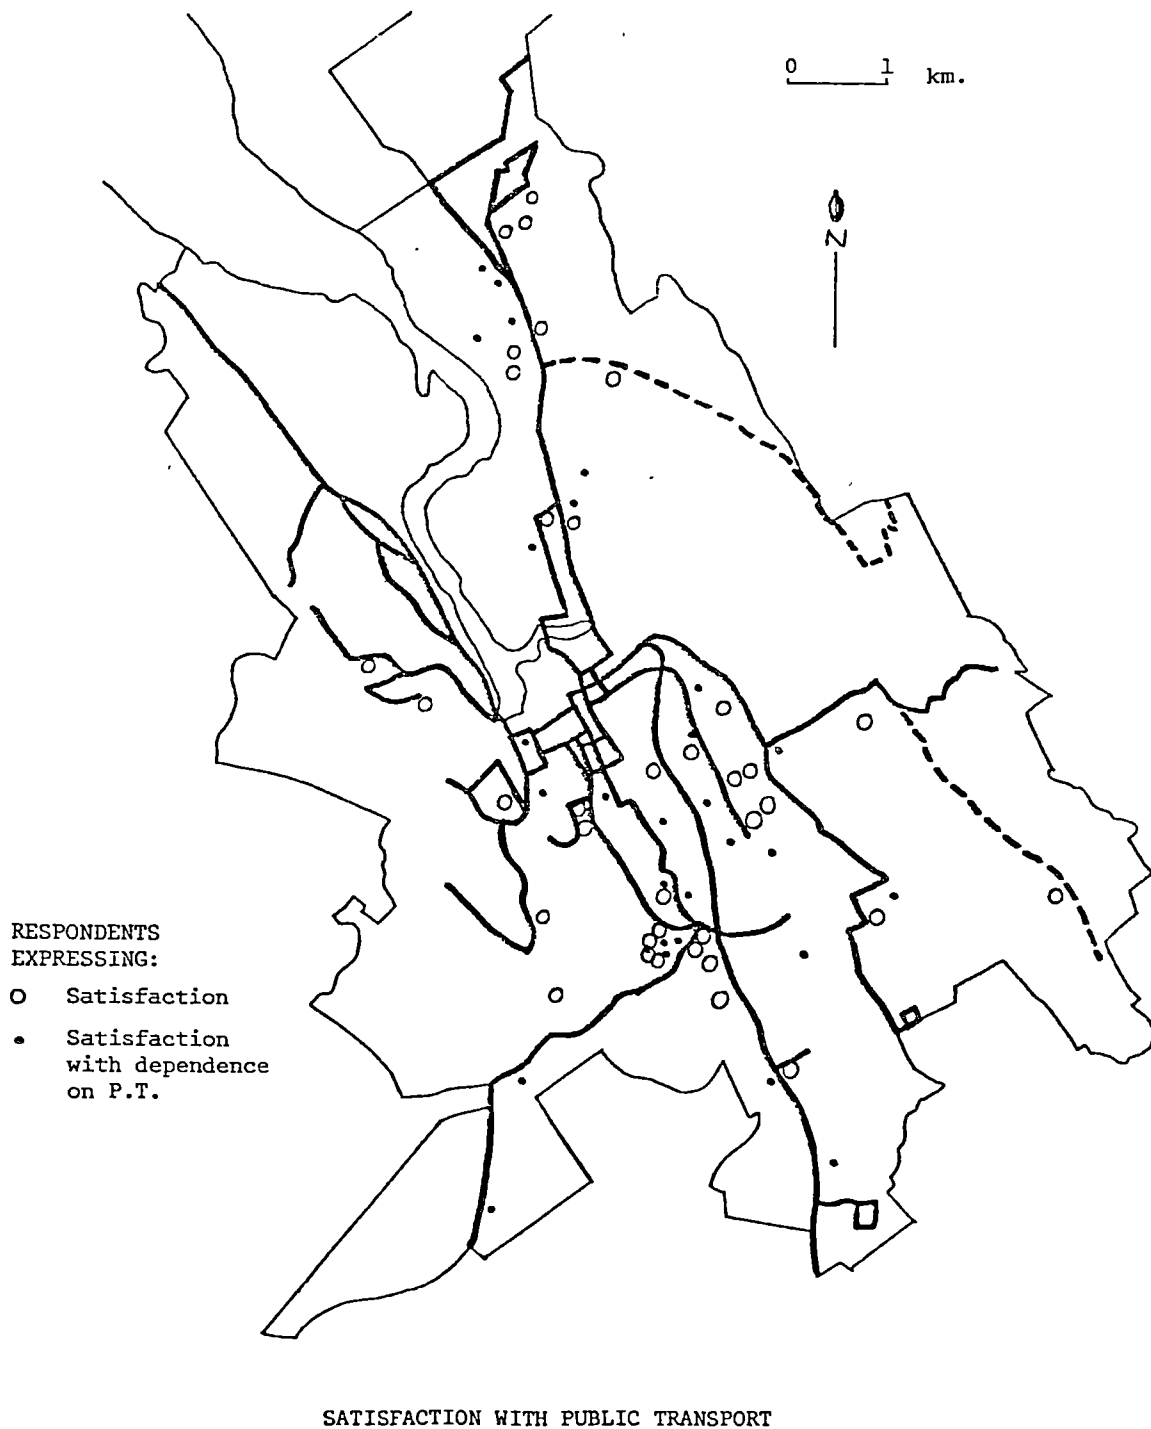 0 1 km.
N
RESPONDENTS
EXPRESSING:
Satisfaction
Satisfaction
with dependence
on P.T.
SATISFACTION WITH PUBLIC TRANSPORT